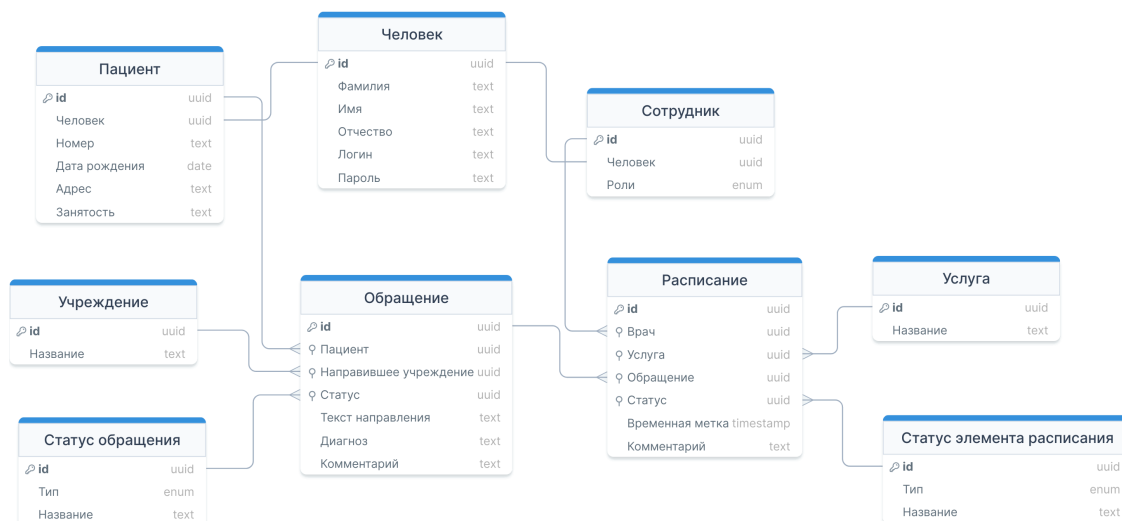 Пациент
id uuid
Человек uuid
Номер text
Дата рождения date
Адрес text
Занятость text
Человек
id uuid
Фамилия text
Имя text
Отчество text
Логин text
Пароль text
Сотрудник
id uuid
Человек uuid
Роли enum
Учреждение
id uuid
Название text
Обращение
id uuid
Пациент uuid
Направившее учреждение uuid
Статус uuid
Текст направления text
Диагноз text
Комментарий text
Расписание
id uuid
Врач uuid
Услуга uuid
Обращение uuid
Статус uuid
Временная метка timestamp
Комментарий text
Услуга
id uuid
Название text
Статус обращения
id uuid
Тип enum
Название text
Статус элемента расписания
id uuid
Тип enum
Название text